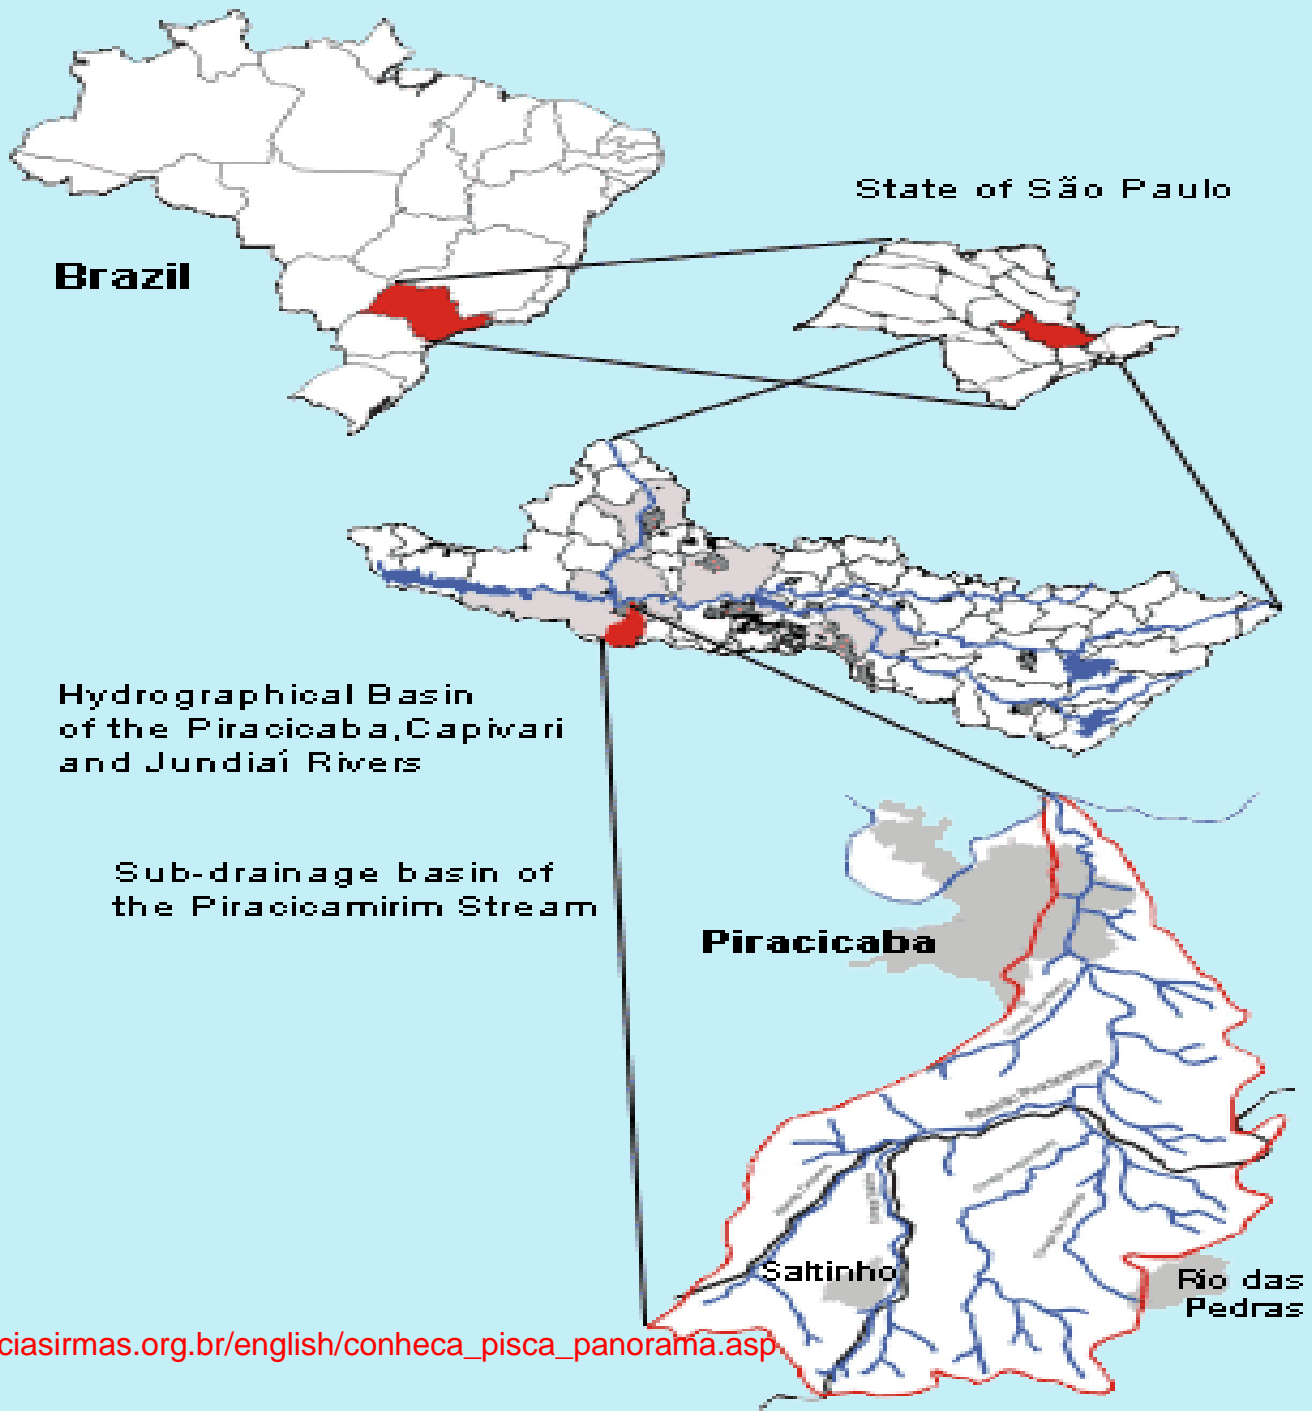 State of São Paulo
Brazil
Hydrographical Basin
of the Piracicaba,Capivari
and Jundiaí Rivers
Sub-drainage basin of
the Piracicamirim Stream
Piracicaba
Saltinho
Rio das
Pedras
ciasirmas.org.br/english/conheca_pisca_panorama.asp